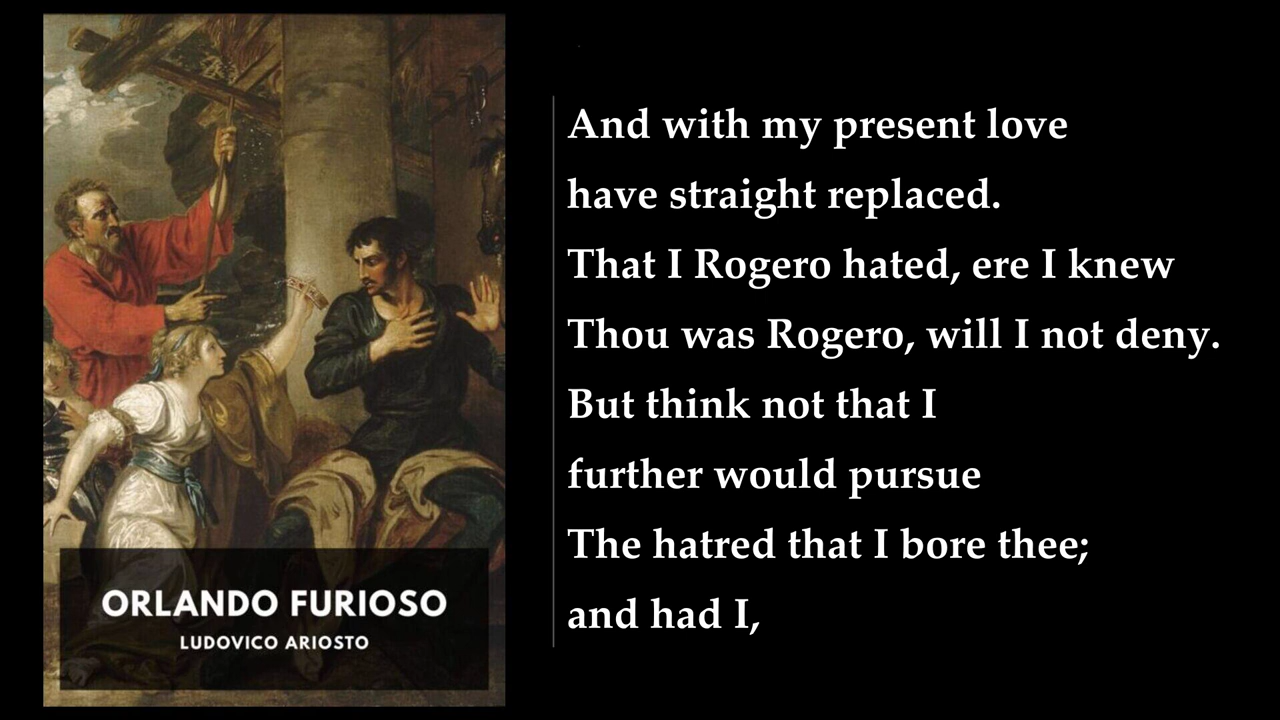 ORLANDO FURIOSO
LUDOVICO ARIOSTO
And with my present love
have straight replaced.
That I Rogero hated, ere I knew
Thou was Rogero, will I not deny.
But think not that I
further would pursue
The hatred that I bore thee;
and had I,